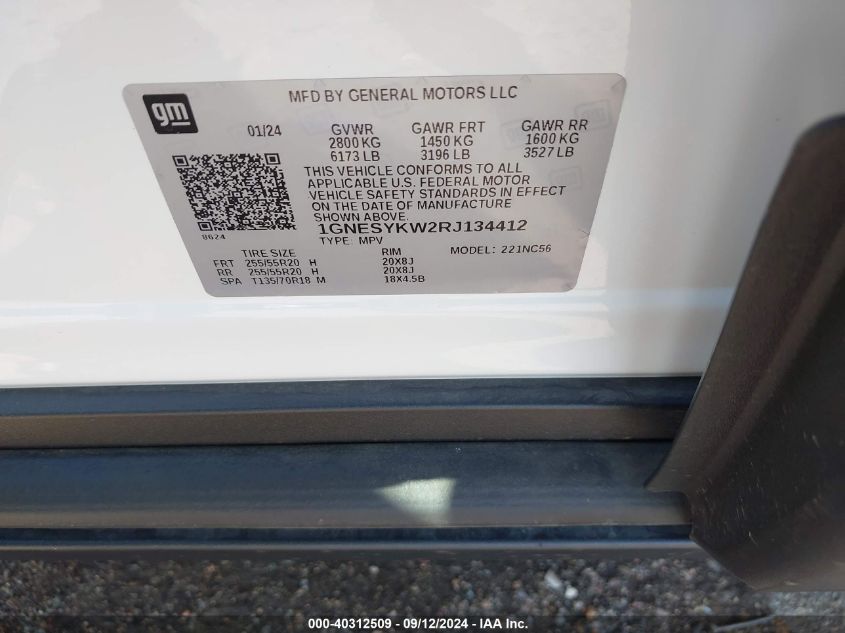 gm
MFD BY GENERAL MOTORS LLC
01/24 GVWR GAWR FRT GAWR RR
2800 KG 1450 KG 1600 KG
6173 LB 3196 LB 3527 LB
THIS VEHICLE CONFORMS TO ALL
APPLICABLE U.S. FEDERAL MOTOR
VEHICLE SAFETY STANDARDS IN EFFECT
ON THE DATE OF MANUFACTURE
SHOWN ABOVE.
8624
1GNESYKW2RJ134412
TYPE: MPV
TIRE SIZE RIM MODEL: 221NC56
FRT 255/55R20 H 20X8J
RR 255/55R20 H 20X8J
SPA T135/70R18 M 18X4.5B
000-40312509 - 09/12/2024 - IAA Inc.